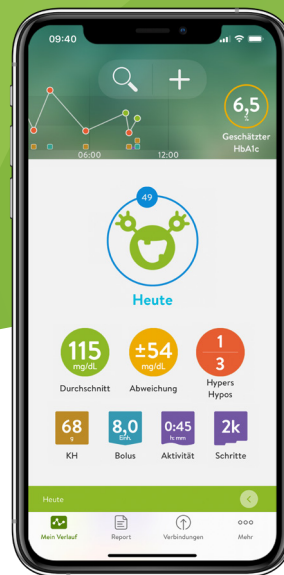 09:40
6,5
%
Geschätzter
HbA1c
06:00 12:00
49
Heute
115
mg/dL
±54
mg/dL
1
3
Durchschnitt Abweichung Hypers
Hypos
68
g
8,0
Einh.
0:45
h: mm
2k
KH Bolus Aktivität Schritte
Heute
Mein Verlauf Report Verbindungen Mehr